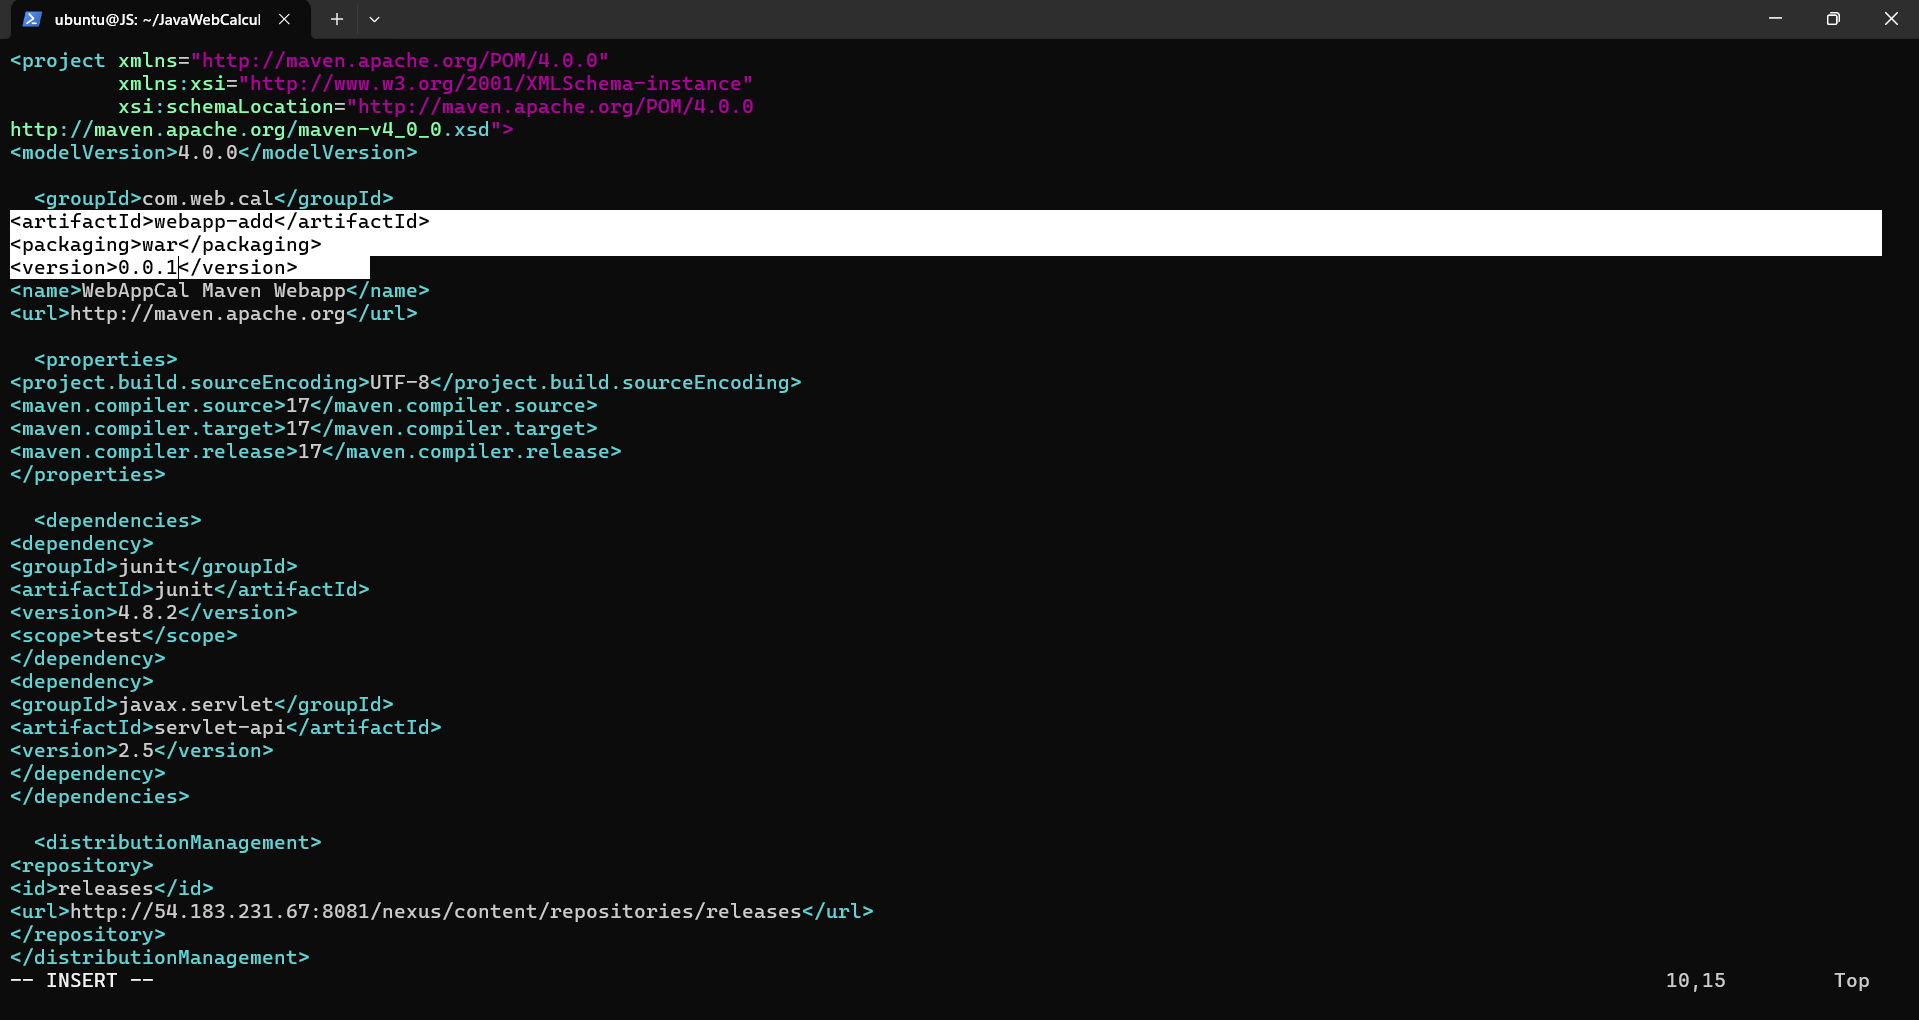 ubuntu@JS: ~/JavaWebCalcul
<project xmlns="http://maven.apache.org/POM/4.0.0"
         xmlns:xsi="http://www.w3.org/2001/XMLSchema-instance"
         xsi:schemaLocation="http://maven.apache.org/POM/4.0.0
http://maven.apache.org/maven-v4_0_0.xsd">
<modelVersion>4.0.0</modelVersion>
  <groupId>com.web.cal</groupId>
<artifactId>webapp-add</artifactId>
<packaging>war</packaging>
<version>0.0.1</version>
<name>WebAppCal Maven Webapp</name>
<url>http://maven.apache.org</url>
  <properties>
<project.build.sourceEncoding>UTF-8</project.build.sourceEncoding>
<maven.compiler.source>17</maven.compiler.source>
<maven.compiler.target>17</maven.compiler.target>
<maven.compiler.release>17</maven.compiler.release>
</properties>
  <dependencies>
<dependency>
<groupId>junit</groupId>
<artifactId>junit</artifactId>
<version>4.8.2</version>
<scope>test</scope>
</dependency>
<dependency>
<groupId>javax.servlet</groupId>
<artifactId>servlet-api</artifactId>
<version>2.5</version>
</dependency>
</dependencies>
  <distributionManagement>
<repository>
<id>releases</id>
<url>http://54.183.231.67:8081/nexus/content/repositories/releases</url>
</repository>
</distributionManagement>
-- INSERT -- 10,15 Top